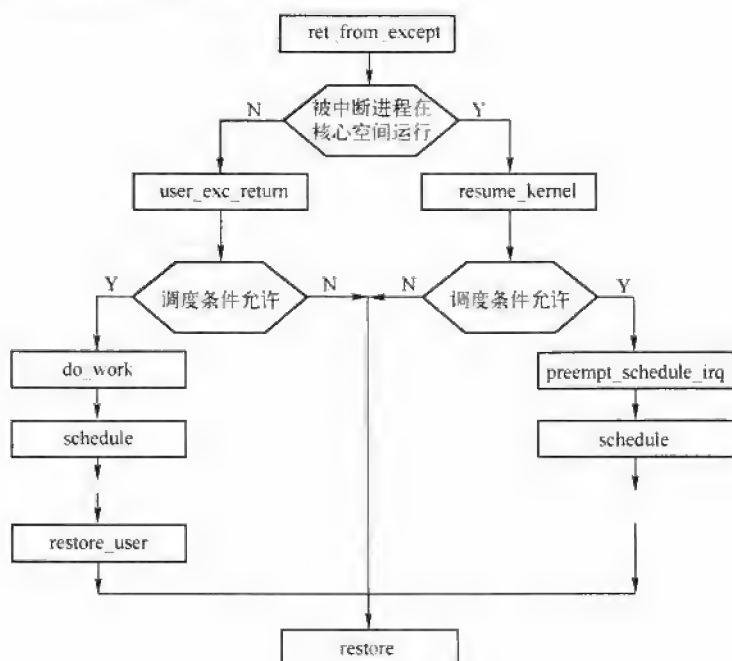 ret_from_except
被中断进程在
核心空间运行
N
Y
user_exc_return
resume_kernel
调度条件允许
Y
N
调度条件允许
N
Y
do_work
preempt_schedule_irq
schedule
schedule
restore_user
restore